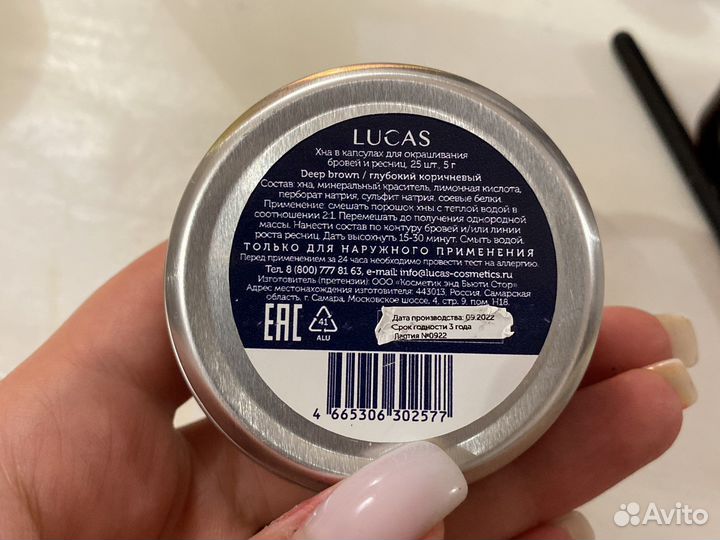 LUCAS
Хна в капсулах для окрашивания
бровей и ресниц, 25 шт, 5 г
Deep brown / глубокий коричневый
Состав: хна, минеральный краситель, лимонная кислота,
перборат натрия, сульфит натрия, соевые белки.
Применение: смешать порошок хны с теплой водой в
соотношении 2:1. Перемешать до получения однородной
массы. Нанести состав по контуру бровей и/или линии
роста ресниц. Дать высохнуть 15-30 минут. Смыть водой.
ТОЛЬКО ДЛЯ НАРУЖНОГО ПРИМЕНЕНИЯ
Перед применением за 24 часа необходимо провести тест на аллергию.
Тел. 8 (800) 777 81 63, e-mail: info@lucas-cosmetics.ru
Изготовитель (претензии): ООО «Косметик энд Бьюти Стор»
Адрес местонахождения изготовителя: 443013, Россия, Самарская
область, г. Самара, Московское шоссе, 4, стр. 9, пом. Н18.
EAC
41
ALU
Дата производства: 09.2022
Срок годности 3 года
Партия №0922
4 665306 302577
Avito